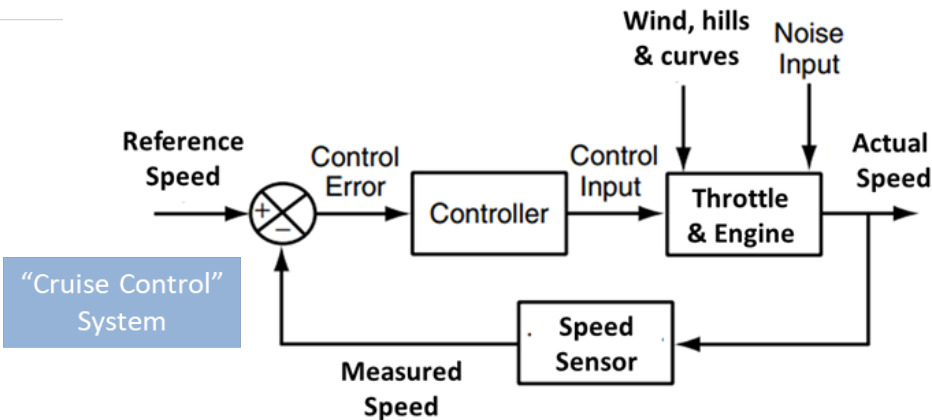 Wind, hills
& curves
Noise
Input
Reference
Speed
Control
Error
Control
Input
Actual
Speed
+
−
Controller
Throttle
& Engine
“Cruise Control”
System
Speed
Sensor
Measured
Speed